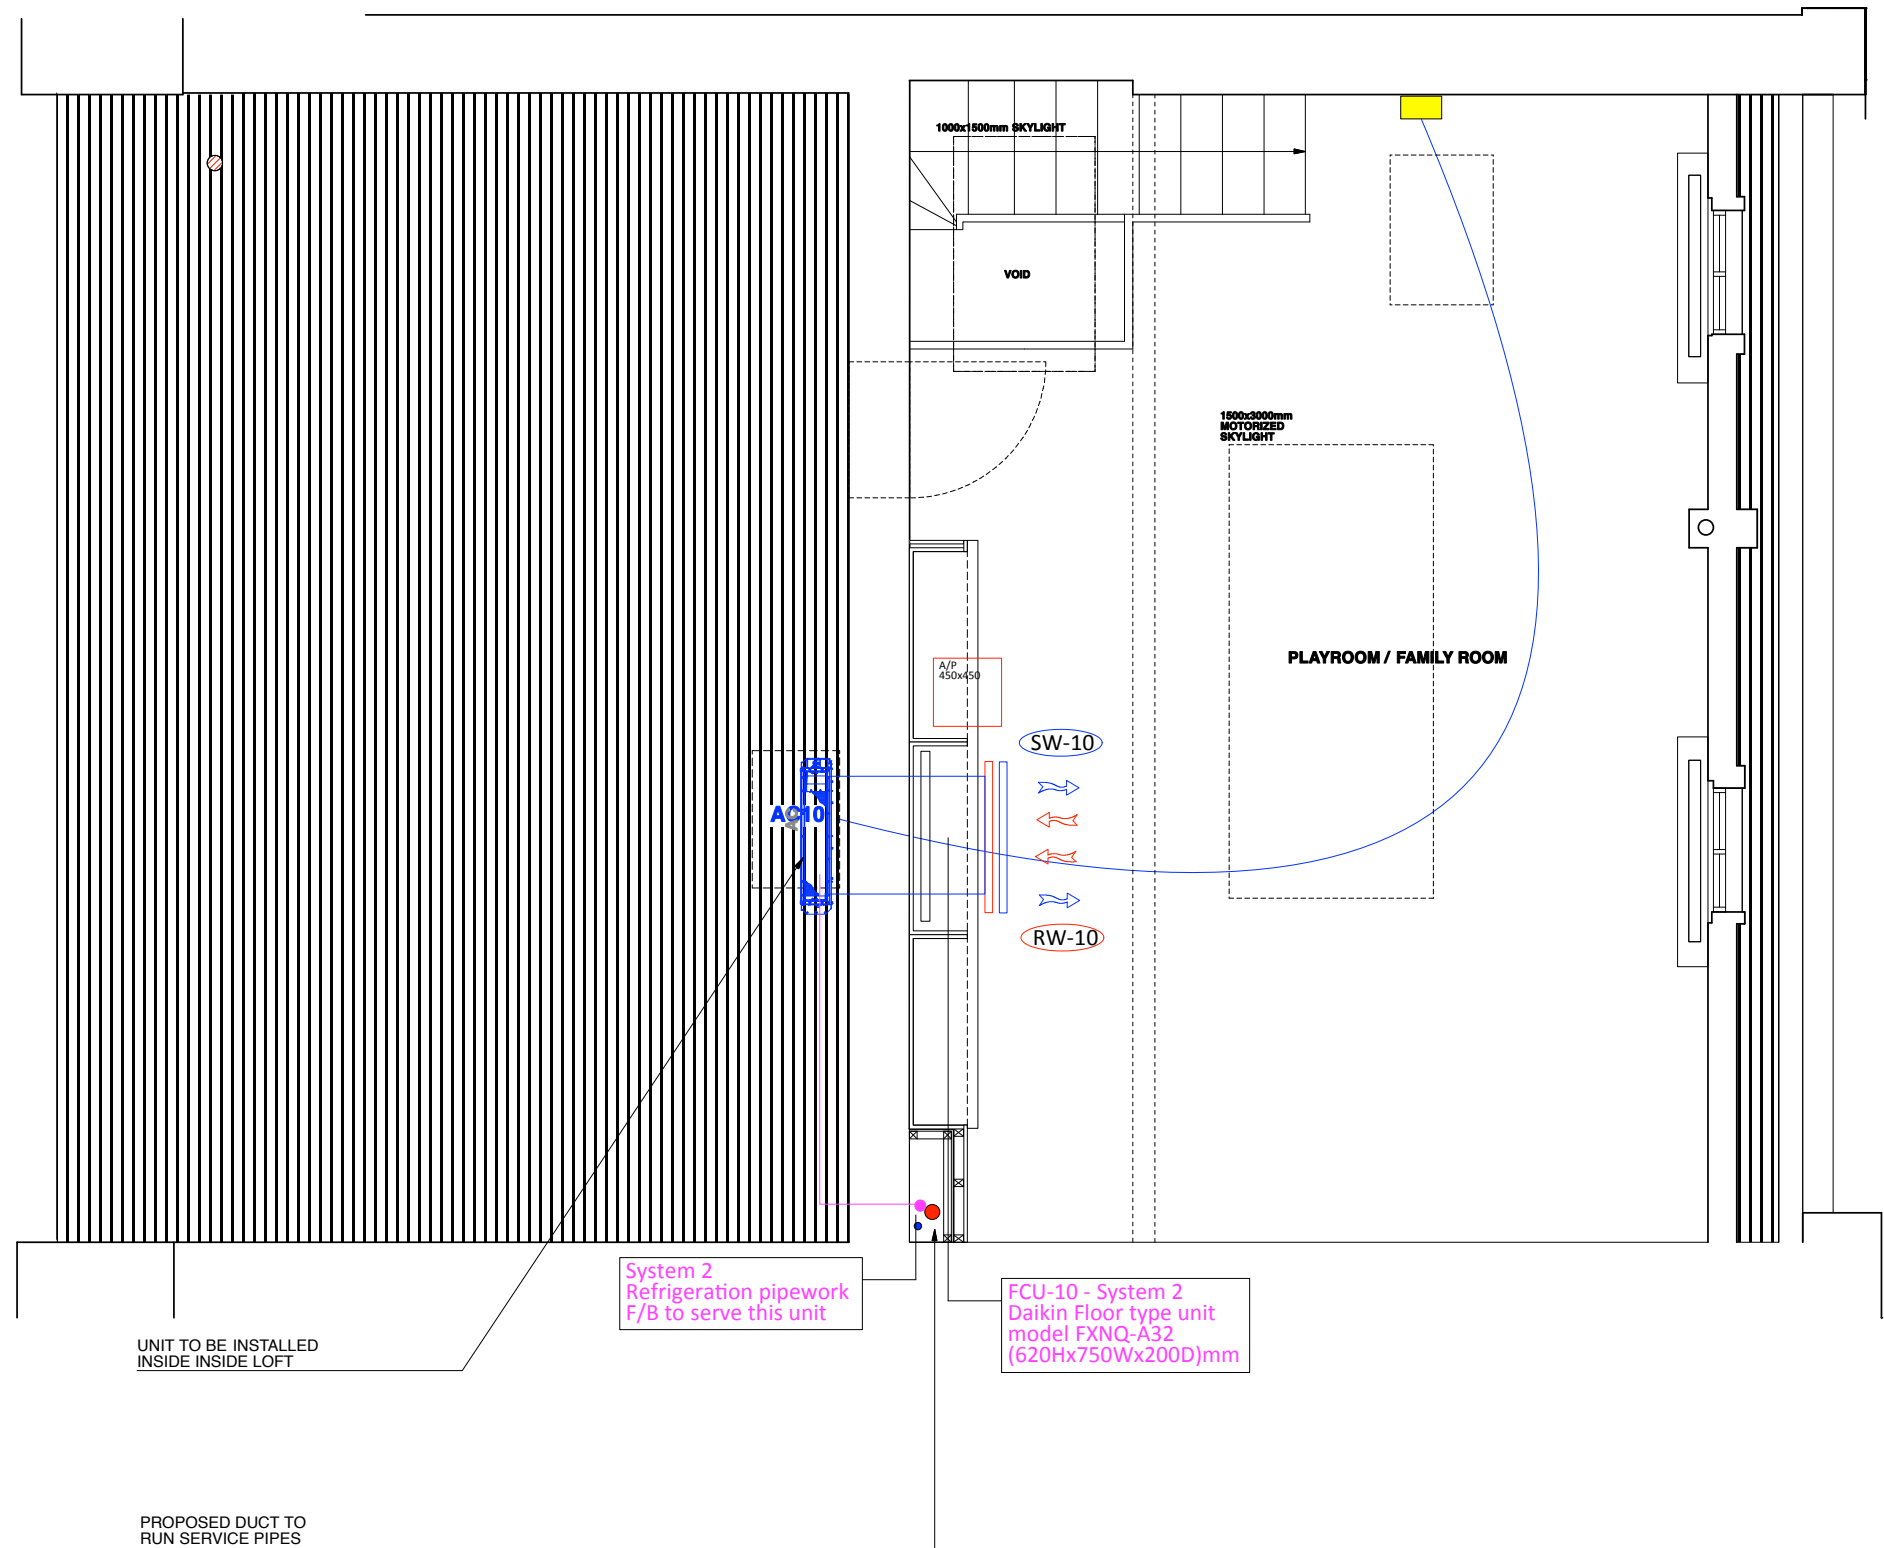 1000x1500mm SKYLIGHT
VOID
1500x3000mm
MOTORIZED
SKYLIGHT
PLAYROOM / FAMILY ROOM
A/P
450x450
SW-10
AC10
RW-10
System 2
Refrigeration pipework
F/B to serve this unit
FCU-10 - System 2
Daikin Floor type unit
model FXNQ-A32
(620Hx750Wx200D)mm
UNIT TO BE INSTALLED
INSIDE INSIDE LOFT
PROPOSED DUCT TO
RUN SERVICE PIPES